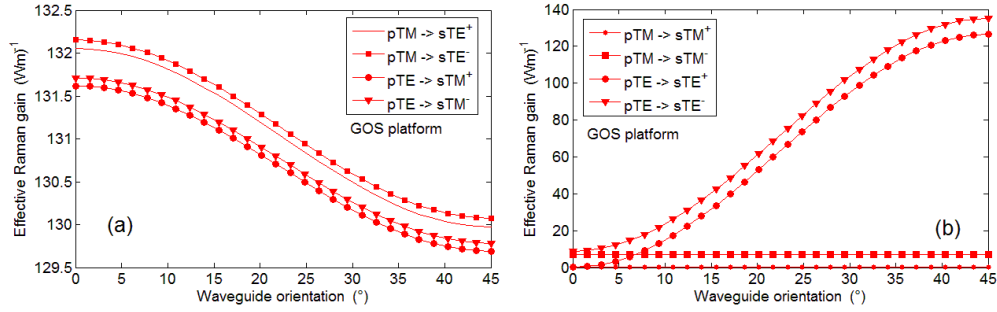 Effective Raman gain (Wm)⁻¹
132
131.5
131
130.5
130
129.5
pTM -> sTE⁺
pTM -> sTE⁻
pTE -> sTM⁺
pTE -> sTM⁻
GOS platform
(a)
0 5 10 15 20 25 30 35 40 45
Waveguide orientation (°)
Effective Raman gain (Wm)⁻¹
140
120
100
80
60
40
20
0
pTM -> sTM⁺
pTM -> sTM⁻
pTE -> sTE⁺
pTE -> sTE⁻
GOS platform
(b)
0 5 10 15 20 25 30 35 40 45
Waveguide orientation (°)